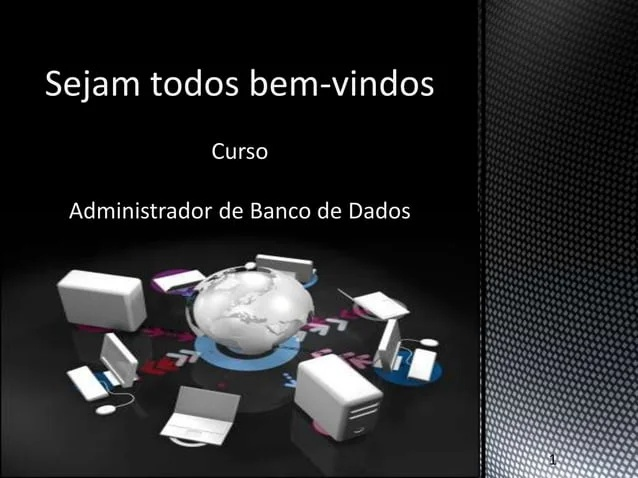 Sejam todos bem-vindos
Curso
Administrador de Banco de Dados
1